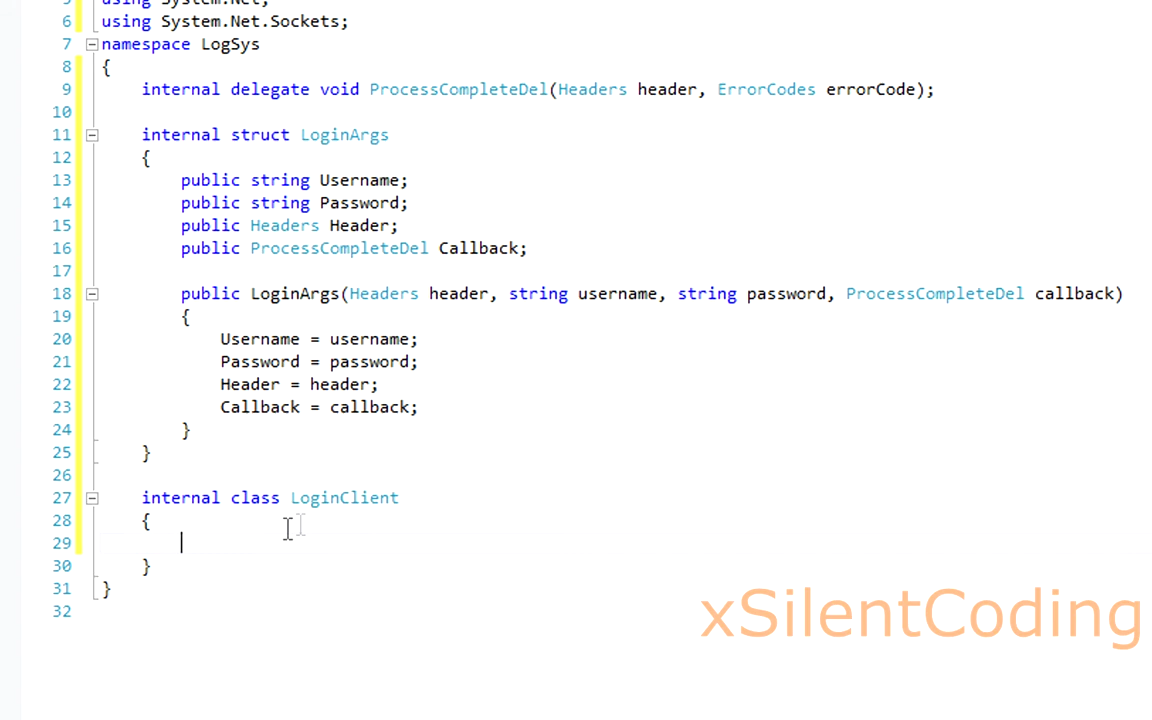 5 using System.Net;
6 using System.Net.Sockets;
7 namespace LogSys
8 {
9 internal delegate void ProcessCompleteDel(Headers header, ErrorCodes errorCode);
10
11 internal struct LoginArgs
12 {
13 public string Username;
14 public string Password;
15 public Headers Header;
16 public ProcessCompleteDel Callback;
17
18 public LoginArgs(Headers header, string username, string password, ProcessCompleteDel callback)
19 {
20 Username = username;
21 Password = password;
22 Header = header;
23 Callback = callback;
24 }
25 }
26
27 internal class LoginClient
28 {
29
30 }
31 }
32
xSilentCoding